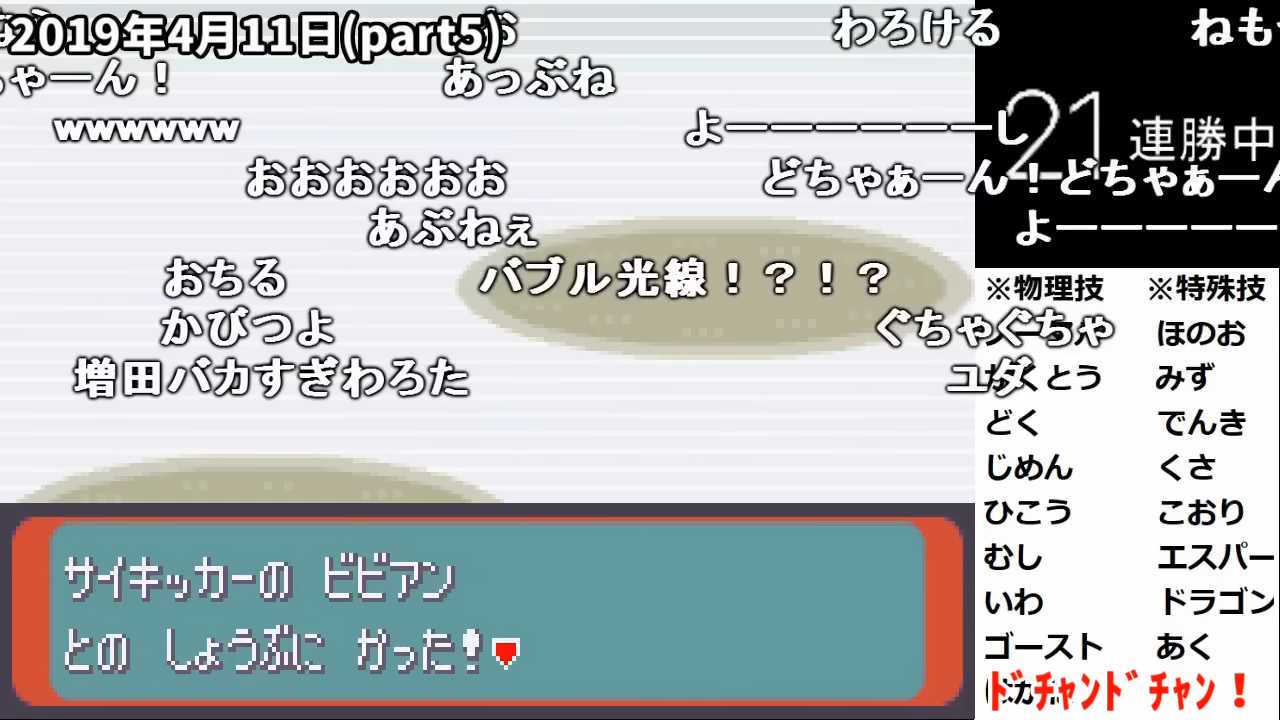 2019年4月11日(part5)
わろける
ねも
ちゃーん！
あっぶね
wwwwww
よーーーーーーし
21
連勝中
おおおおおお
どちゃぁーん！どちゃぁーん
あぶねぇ
よーーーーー
おちる
バブル光線！？！？
※物理技
※特殊技
かびつよ
ぐちゃぐちゃ
ほのお
増田バカすぎわろた
ユダ
かくとう
みず
どく
でんき
じめん
くさ
ひこう
こおり
むし
エスパー
いわ
ドラゴン
ゴースト
あく
ドﾞチャンドﾞチャン！
サイキッカーの ビビアン
との しょうぶに かった!